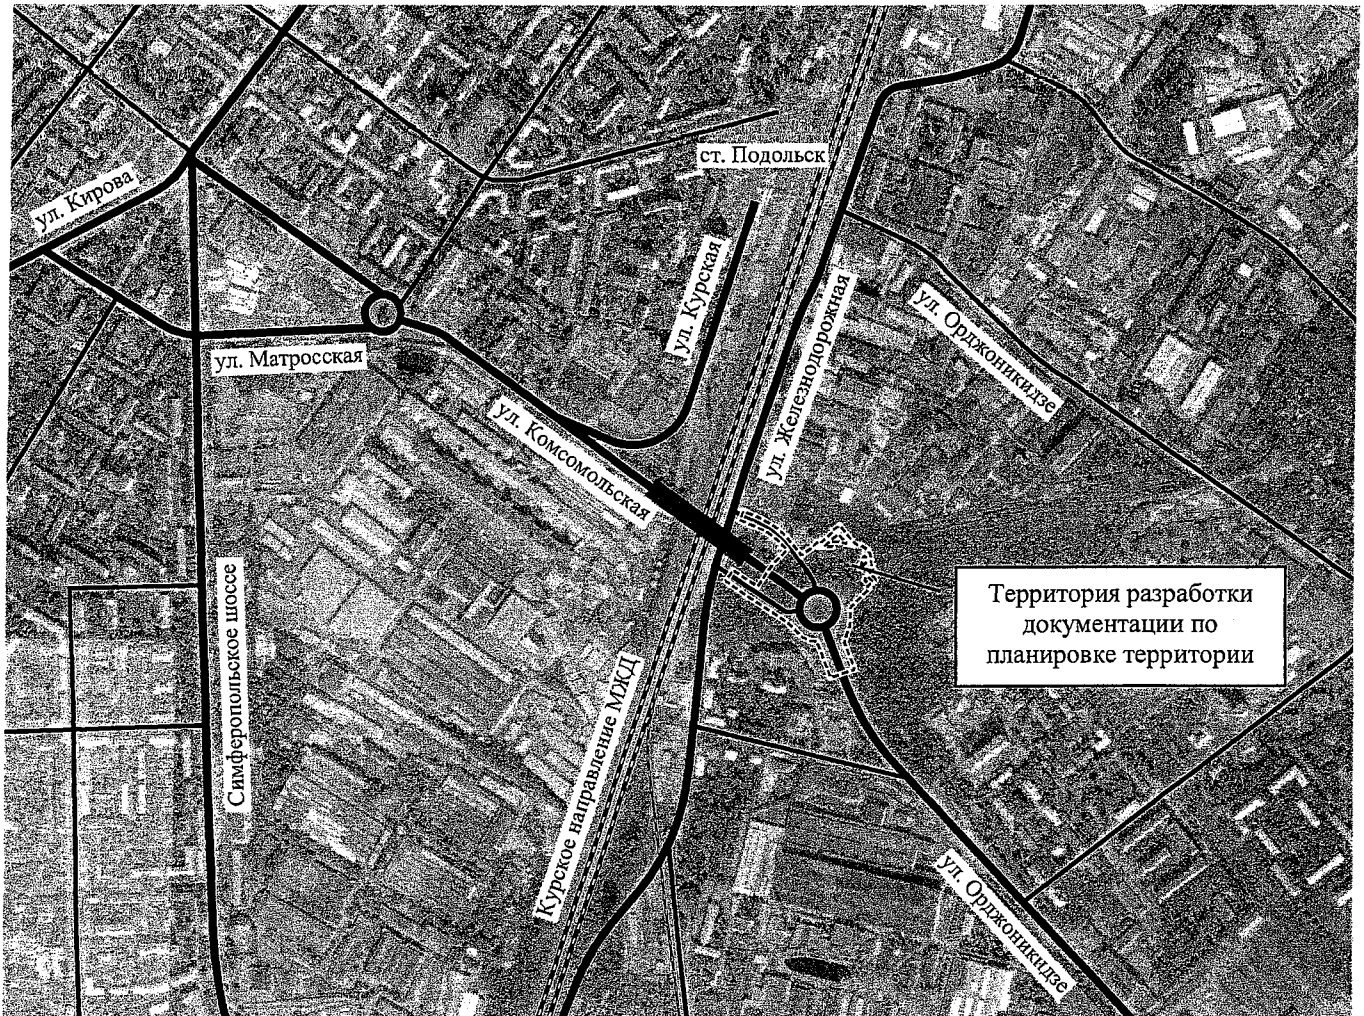 ст. Подольск
ул. Кирова
ул. Курская
ул. Железнодорожная
ул. Орджоникидзе
ул. Матросская
ул. Комсомольская
Территория разработки
документации по
планировке территории
Симферопольское шоссе
Курское направление МЖД
ул. Орджоникидзе